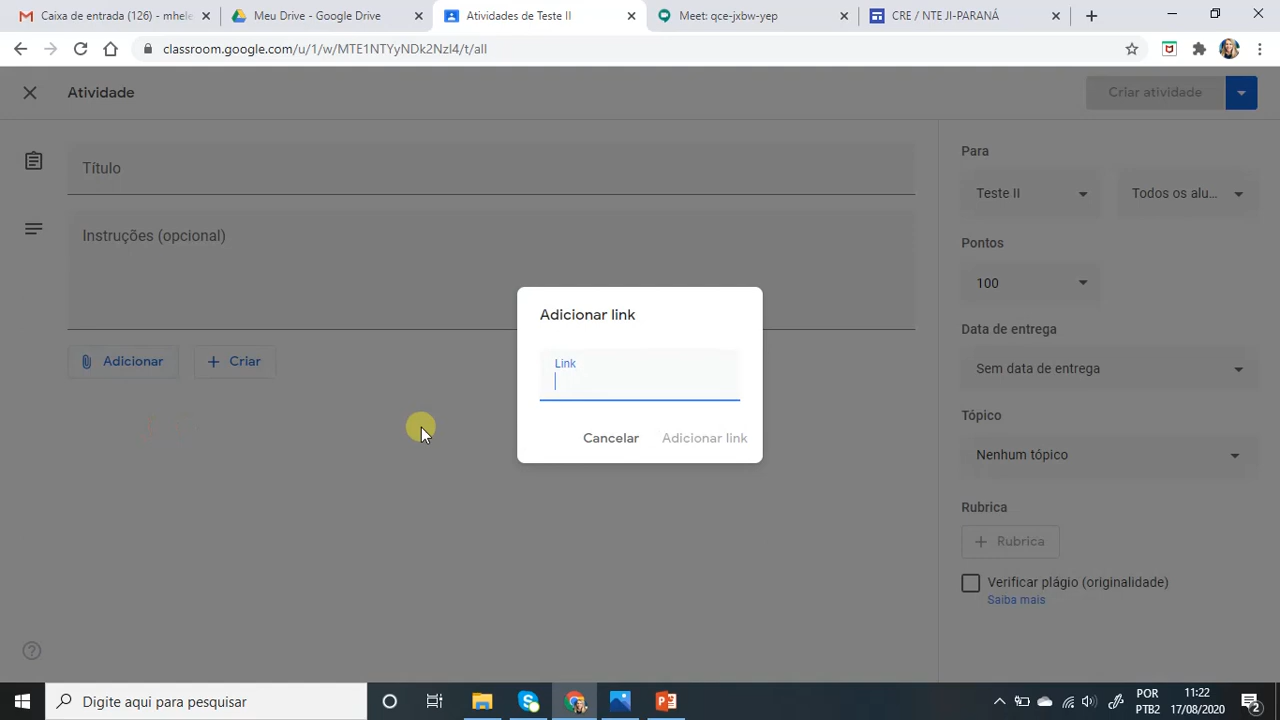 Caixa de entrada (126) - mhe
Meu Drive - Google Drive
Atividades de Teste II
Meet: qce-jxbw-yep
CRE / NTE JI-PARANÁ
classroom.google.com/u/1/w/MTE1NTYyNDk2NzI4/t/all
Atividade
Criar atividade
Título
Instruções (opcional)
Adicionar
Criar
Adicionar link
Link
Cancelar
Adicionar link
Para
Teste II
Todos os alu...
Pontos
100
Data de entrega
Sem data de entrega
Tópico
Nenhum tópico
Rubrica
Rubrica
Verificar plágio (originalidade)
Saiba mais
Digite aqui para pesquisar
POR
PTB2
11:22
17/08/2020
2